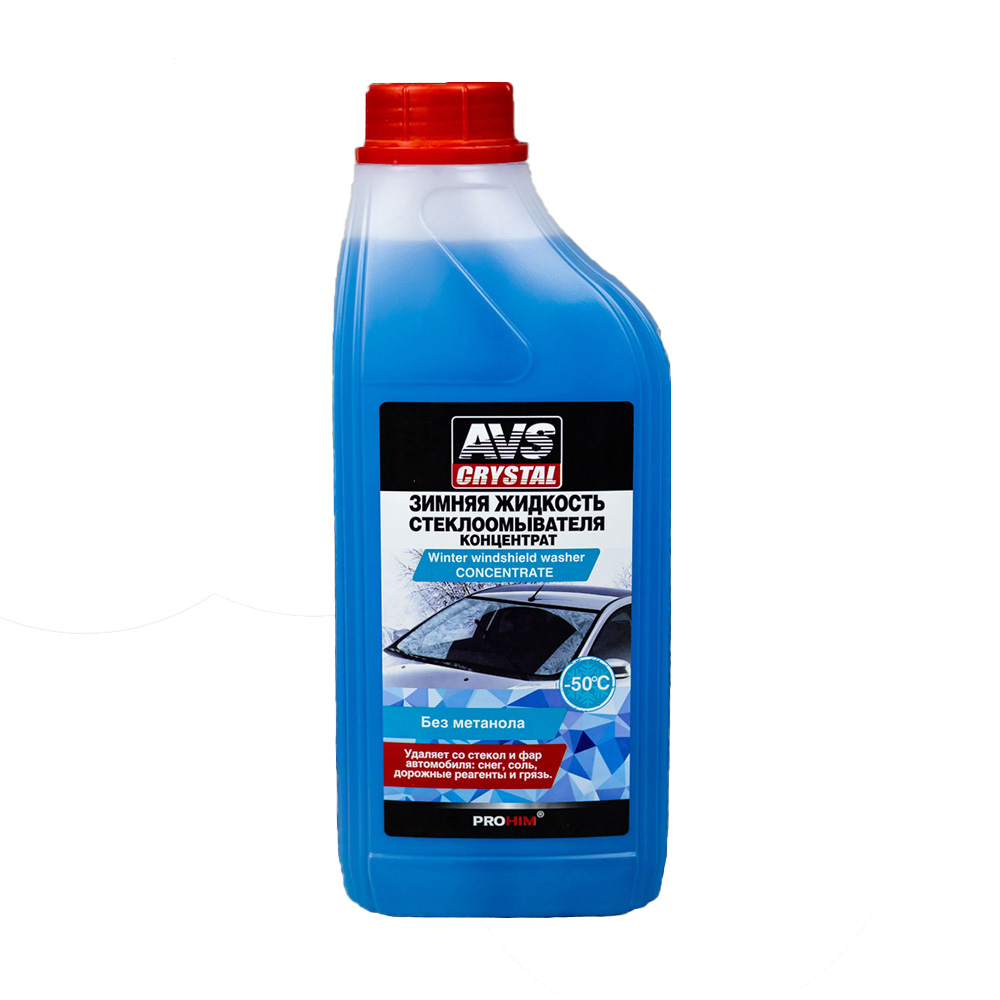 AVS
CRYSTAL
ЗИМНЯЯ ЖИДКОСТЬ
СТЕКЛООМЫВАТЕЛЯ
КОНЦЕНТРАТ
Winter windshield washer
CONCENTRATE
-50°C
Без метанола
Удаляет со стекол и фар
автомобиля: снег, соль,
дорожные реагенты и грязь.
PROHIM®